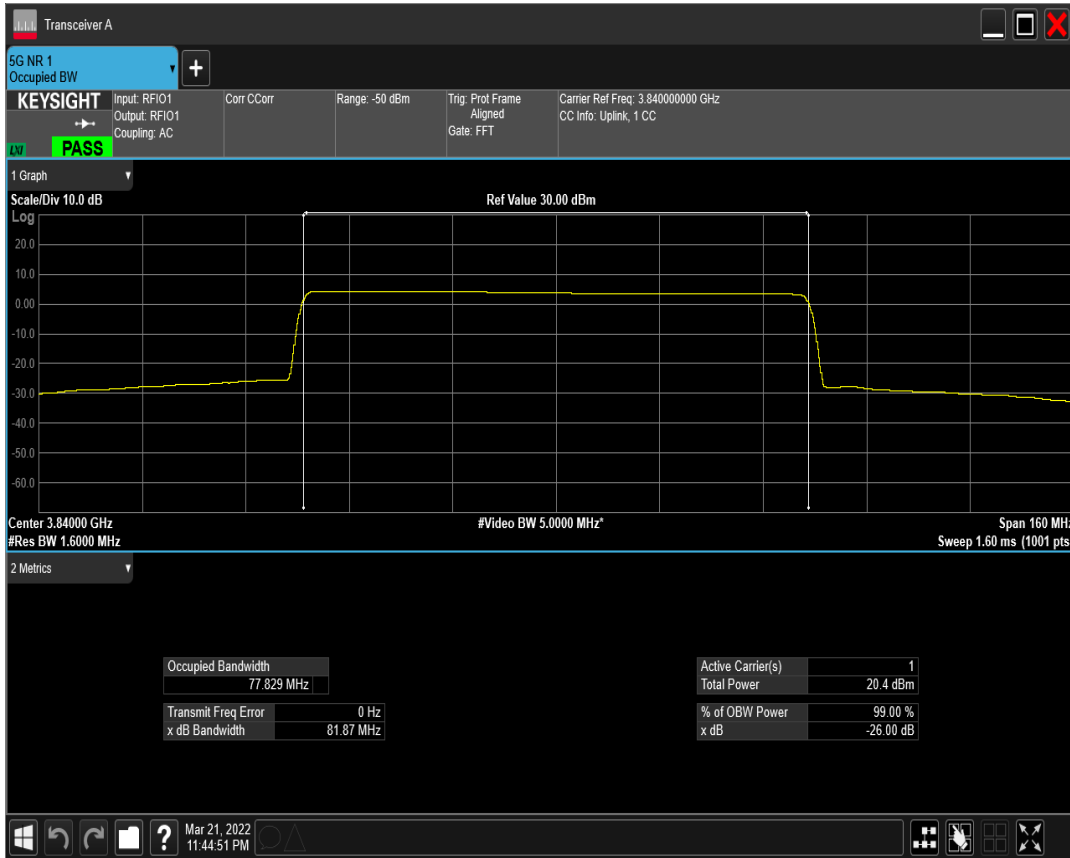 Transceiver A
5G NR 1
Occupied BW
KEYSIGHT
LXI
PASS
Input: RFIO1
Output: RFIO1
Coupling: AC
Corr CCorr
Range: -50 dBm
Trig: Prot Frame
Aligned
Gate: FFT
Carrier Ref Freq: 3.840000000 GHz
CC Info: Uplink, 1 CC
1 Graph
Scale/Div 10.0 dB
Ref Value 30.00 dBm
Log
20.0
10.0
0.00
-10.0
-20.0
-30.0
-40.0
-50.0
-60.0
Center 3.84000 GHz
#Video BW 5.0000 MHz*
Span 160 MHz
#Res BW 1.6000 MHz
Sweep 1.60 ms (1001 pts
2 Metrics
Occupied Bandwidth
77.829 MHz
Transmit Freq Error 0 Hz
x dB Bandwidth 81.87 MHz
Active Carrier(s) 1
Total Power 20.4 dBm
% of OBW Power 99.00 %
x dB -26.00 dB
?
Mar 21, 2022
11:44:51 PM